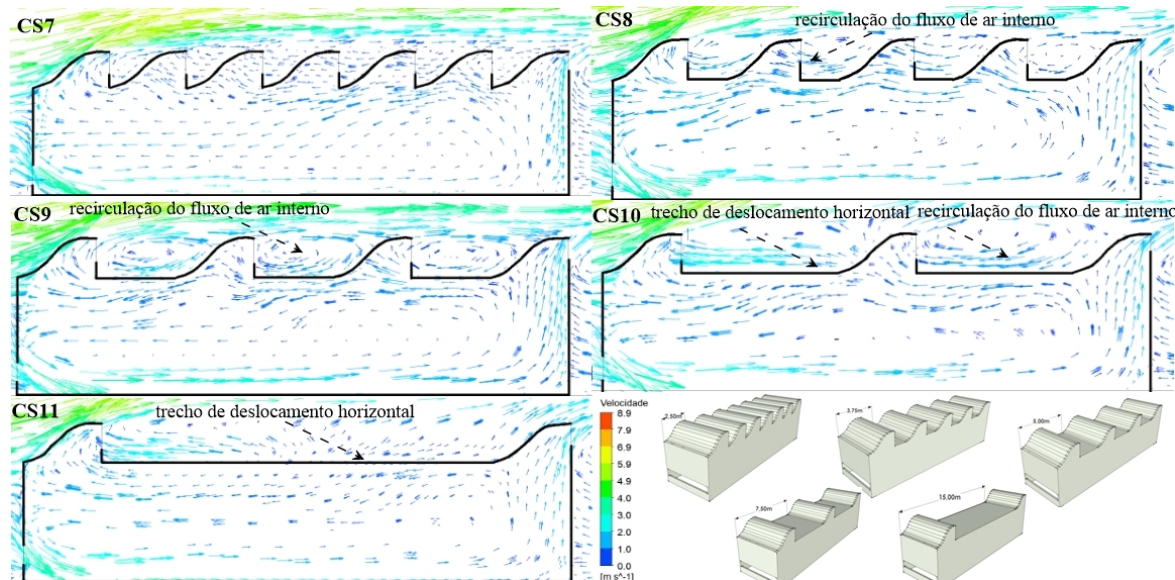 CS7
CS8
recirculação do fluxo de ar interno
CS9
recirculação do fluxo de ar interno
CS10
trecho de deslocamento horizontal
recirculação do fluxo de ar interno
CS11
trecho de deslocamento horizontal
Velocidade
8.9
7.9
6.9
5.9
4.9
4.0
3.0
2.0
1.0
0.0
[m s^-1]
2.50m
3.75m
5.00m
7.50m
15.00m